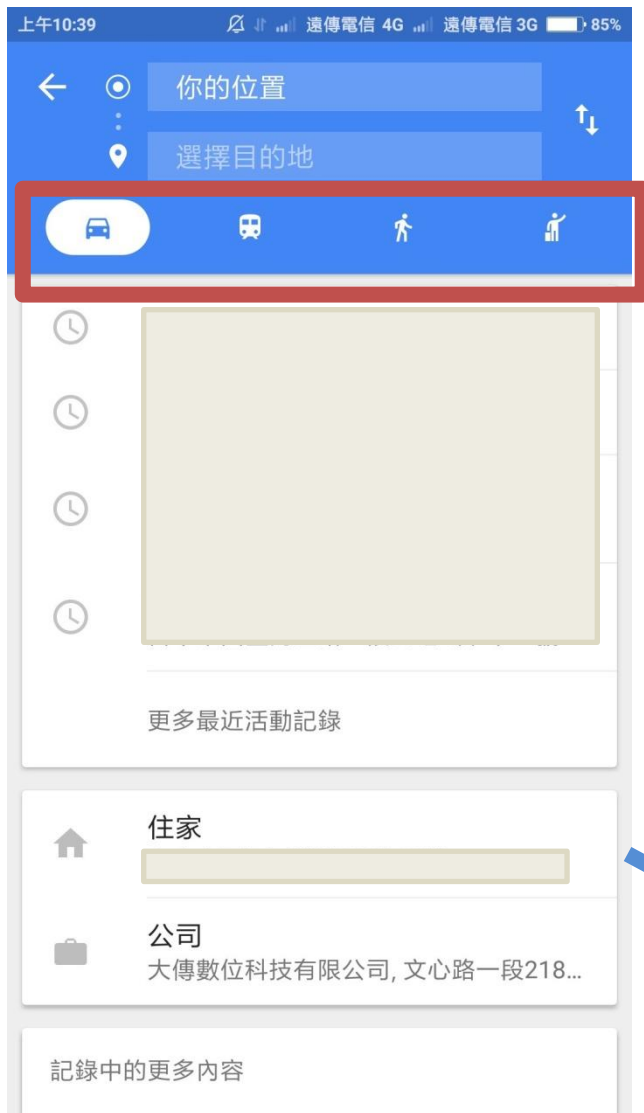 上午10:39 遠傳電信 4G 遠傳電信 3G 85%
你的位置
選擇目的地
更多最近活動記錄
住家
公司
大傳數位科技有限公司, 文心路一段218...
記錄中的更多內容